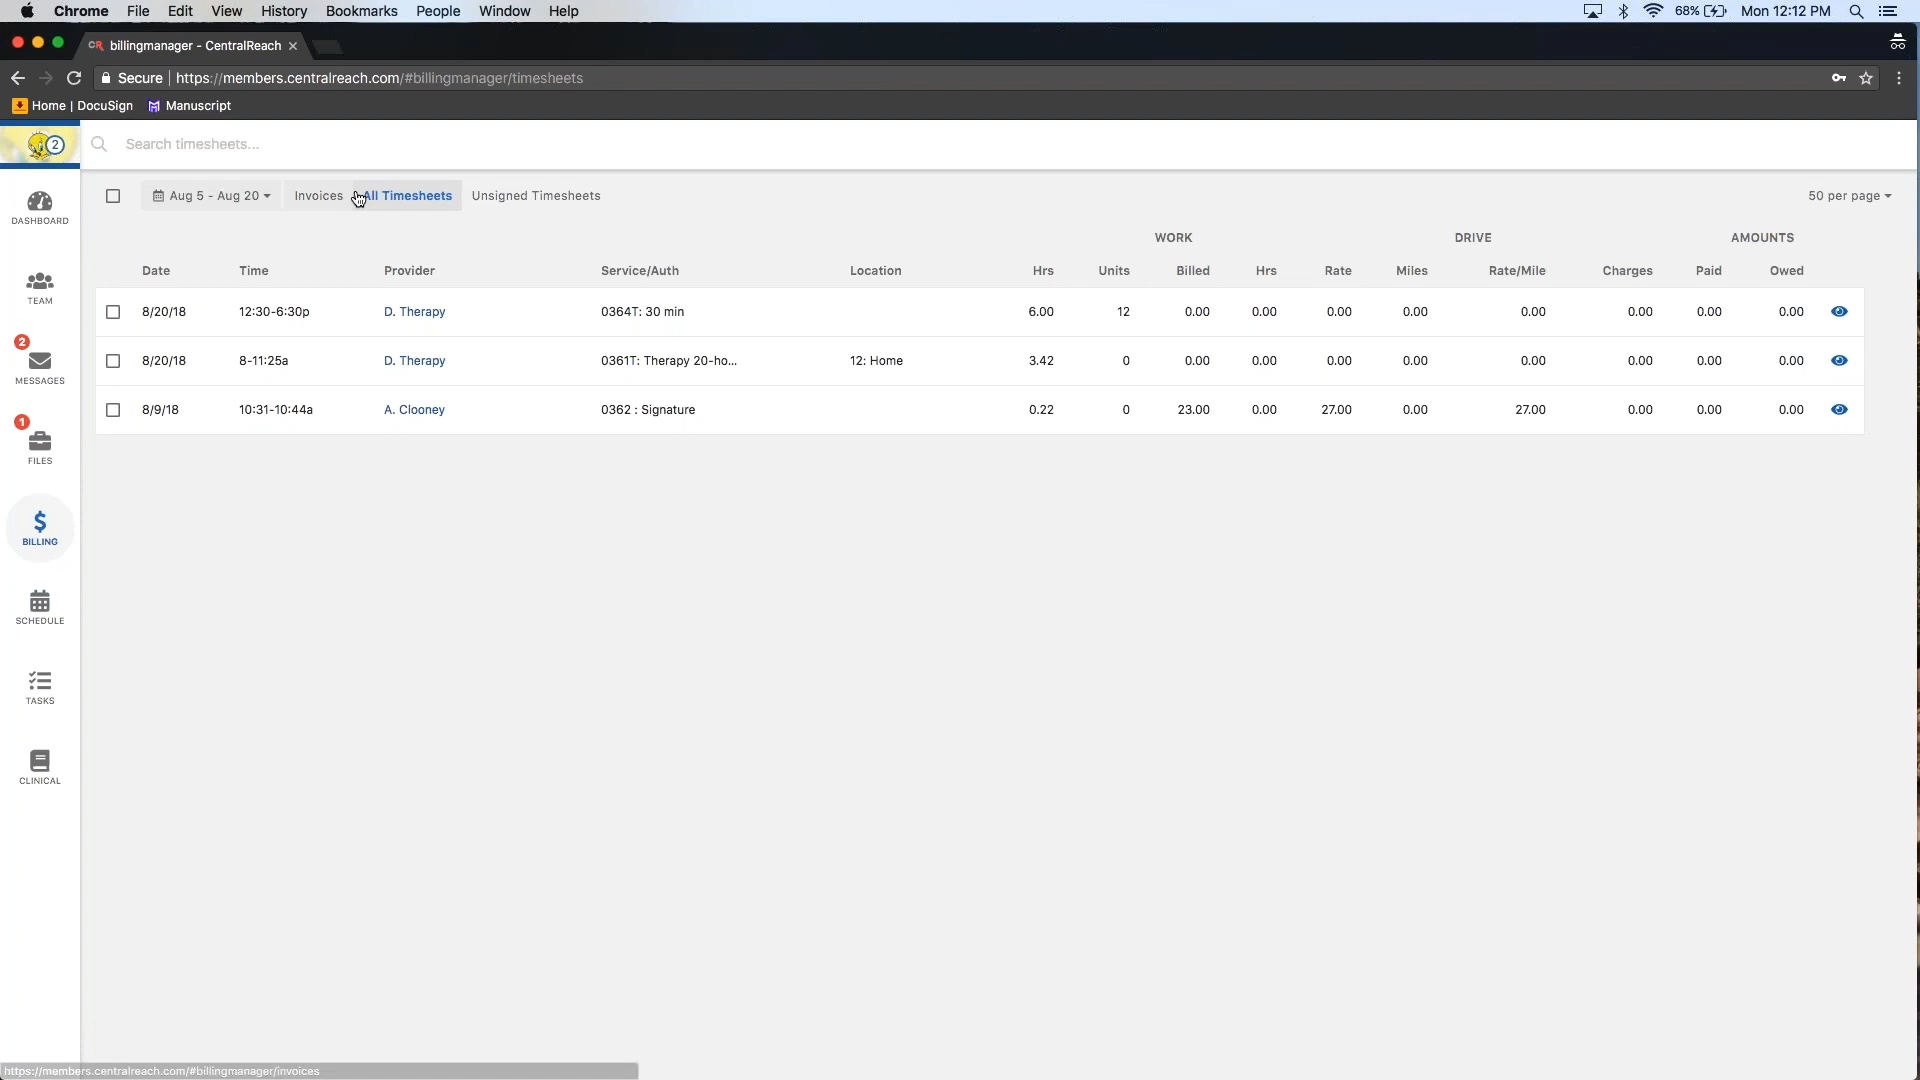 Chrome File Edit View History Bookmarks People Window Help 68% Mon 12:12 PM
CR billingmanager - CentralReach
Secure https://members.centralreach.com/#billingmanager/timesheets
Home | DocuSign Manuscript
2 Search timesheets...
Aug 5 - Aug 20 Invoices All Timesheets Unsigned Timesheets 50 per page
WORK DRIVE AMOUNTS
Date Time Provider Service/Auth Location Hrs Units Billed Hrs Rate Miles Rate/Mile Charges Paid Owed
8/20/18 12:30-6:30p D. Therapy 0364T: 30 min 6.00 12 0.00 0.00 0.00 0.00 0.00 0.00 0.00 0.00
8/20/18 8-11:25a D. Therapy 0361T: Therapy 20-ho... 12: Home 3.42 0 0.00 0.00 0.00 0.00 0.00 0.00 0.00 0.00
8/9/18 10:31-10:44a A. Clooney 0362 : Signature 0.22 0 23.00 0.00 27.00 0.00 27.00 0.00 0.00 0.00
DASHBOARD
TEAM
2
MESSAGES
1
FILES
$
BILLING
SCHEDULE
TASKS
CLINICAL
https://members.centralreach.com/#billingmanager/invoices